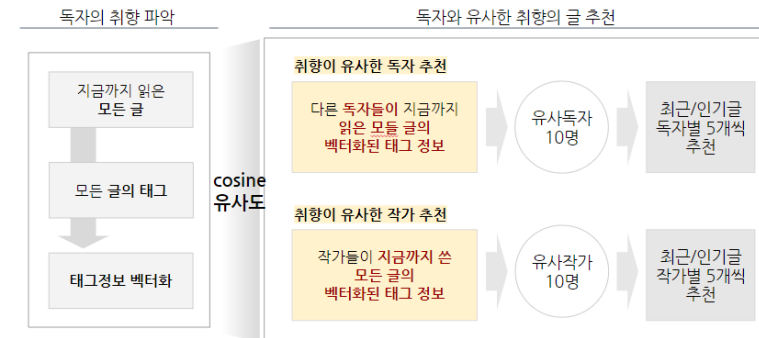 독자의 취향 파악
독자와 유사한 취향의 글 추천
지금까지 읽은
모든 글
모든 글의 태그
태그정보 벡터화
cosine
유사도
취향이 유사한 독자 추천
다른 독자들이 지금까지
읽은 모들 글의
벡터화된 태그 정보
유사독자
10명
최근/인기글
독자별 5개씩
추천
취향이 유사한 작가 추천
작가들이 지금까지 쓴
모든 글의
벡터화된 태그 정보
유사작가
10명
최근/인기글
작가별 5개씩
추천